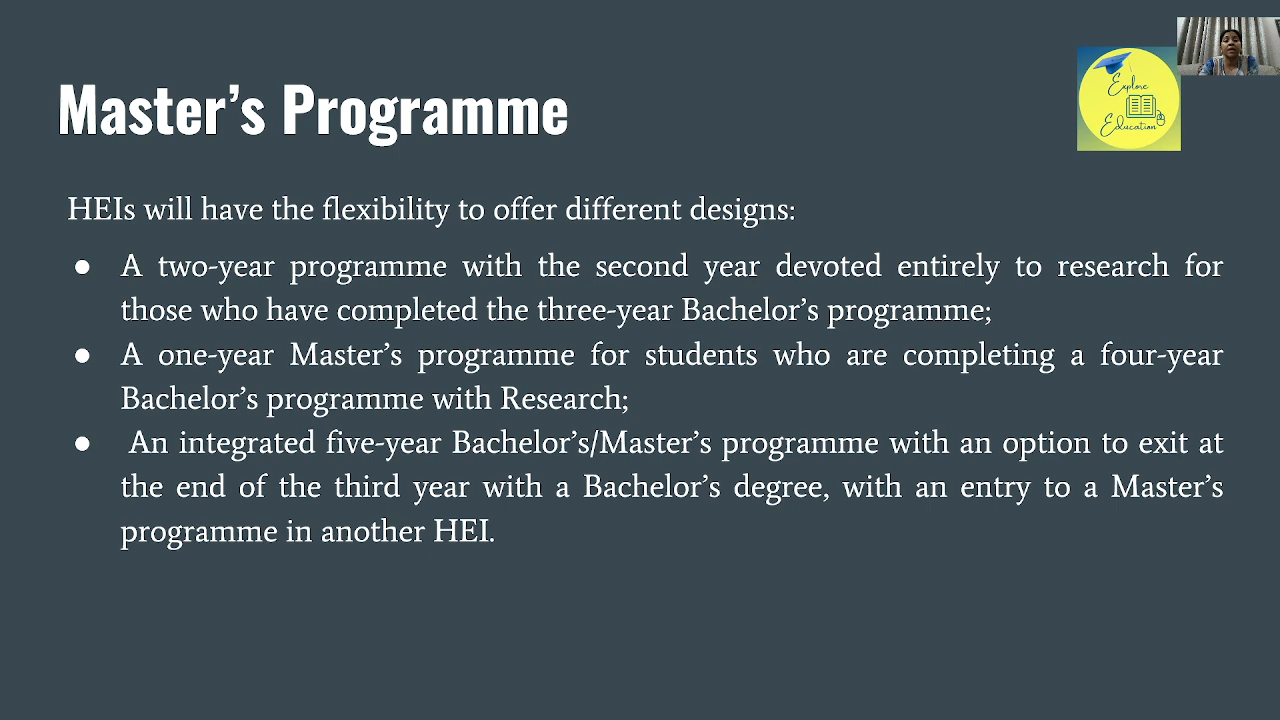 Master’s Programme
Explore
Education
HEIs will have the flexibility to offer different designs:
● A two-year programme with the second year devoted entirely to research for
those who have completed the three-year Bachelor’s programme;
● A one-year Master’s programme for students who are completing a four-year
Bachelor’s programme with Research;
● An integrated five-year Bachelor’s/Master’s programme with an option to exit at
the end of the third year with a Bachelor’s degree, with an entry to a Master’s
programme in another HEI.